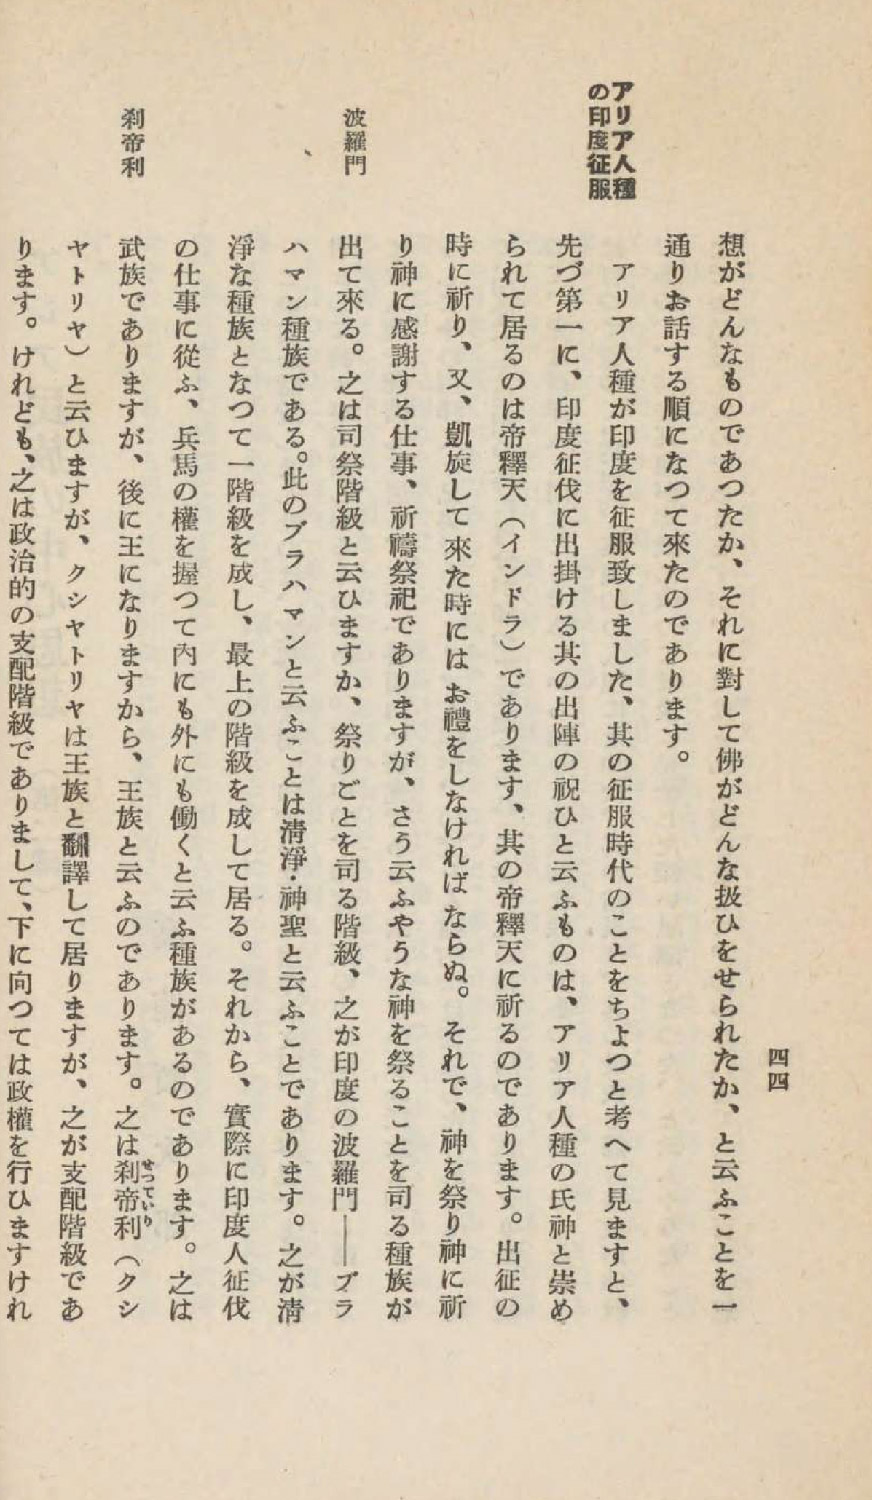 四四
想がどんなものであつたか、それに對して佛がどんな扱ひをせられたか、と云ふことを一
通りお話する順になつて来たのであります。
アリア人種
の印度征服
アリア人種が印度を征服致しました、其の征服時代のことをちよつと考へて見ますと、
先づ第一に、印度征伐に出掛ける其の出陣の祝ひと云ふものは、アリア人種の氏神と崇め
られて居るのは帝釋天（インドラ）であります、其の帝釋天に祈るのであります。出征の
時に祈り、又、凱旋して來た時にはお禮をしなければならぬ。それで、神を祭り神に祈
り神に感謝する仕事、祈禱祭祀でありますが、さう云ふやうな神を祭ることを司る種族が
波羅門
出て來る。之は司祭階級と云ひますか、祭りごとを司る階級、之が印度の波羅門――ブラ
ハマン種族である。此のブラハマンと云ふことは淸淨・神聖と云ふことであります。之が淸
淨な種族となつて一階級を成し、最上の階級を成して居る。それから、實際に印度人征伐
の仕事に從ふ、兵馬の權を握つて內にも外にも働くと云ふ種族があるのであります。之は
刹帝利
武族でありますが、後に王になりますから、王族と云ふのであります。之は刹帝利（クシ
せつていり
ヤトリヤ）と云ひますが、クシヤトリヤは王族と翻譯して居りますが、之が支配階級であ
ります。けれども、之は政治的の支配階級でありまして、下に向つては政權を行ひますけれ